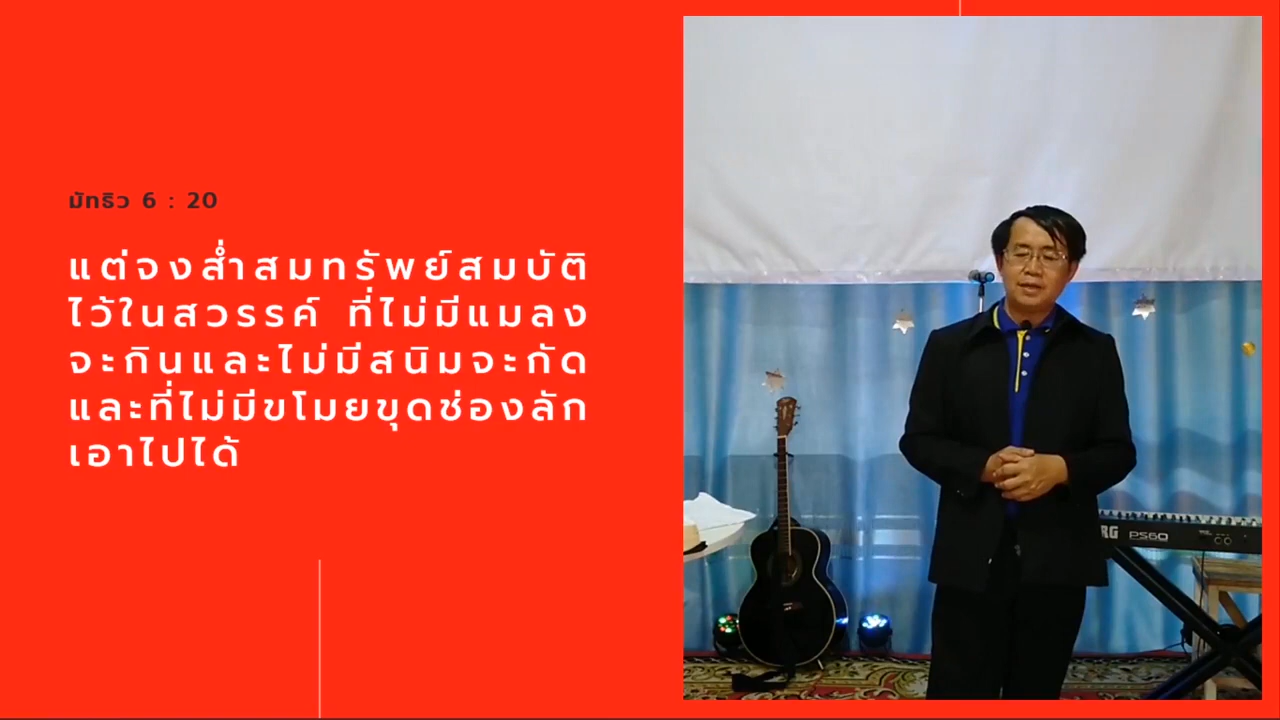 มัทธิว 6 : 20
แต่จงส่ำสมทรัพย์สมบัติ
ไว้ในสวรรค์ ที่ไม่มีแมลง
จะกินและไม่มีสนิมจะกัด
และที่ไม่มีขโมยขุดช่องลัก
เอาไปได้
RG PS60